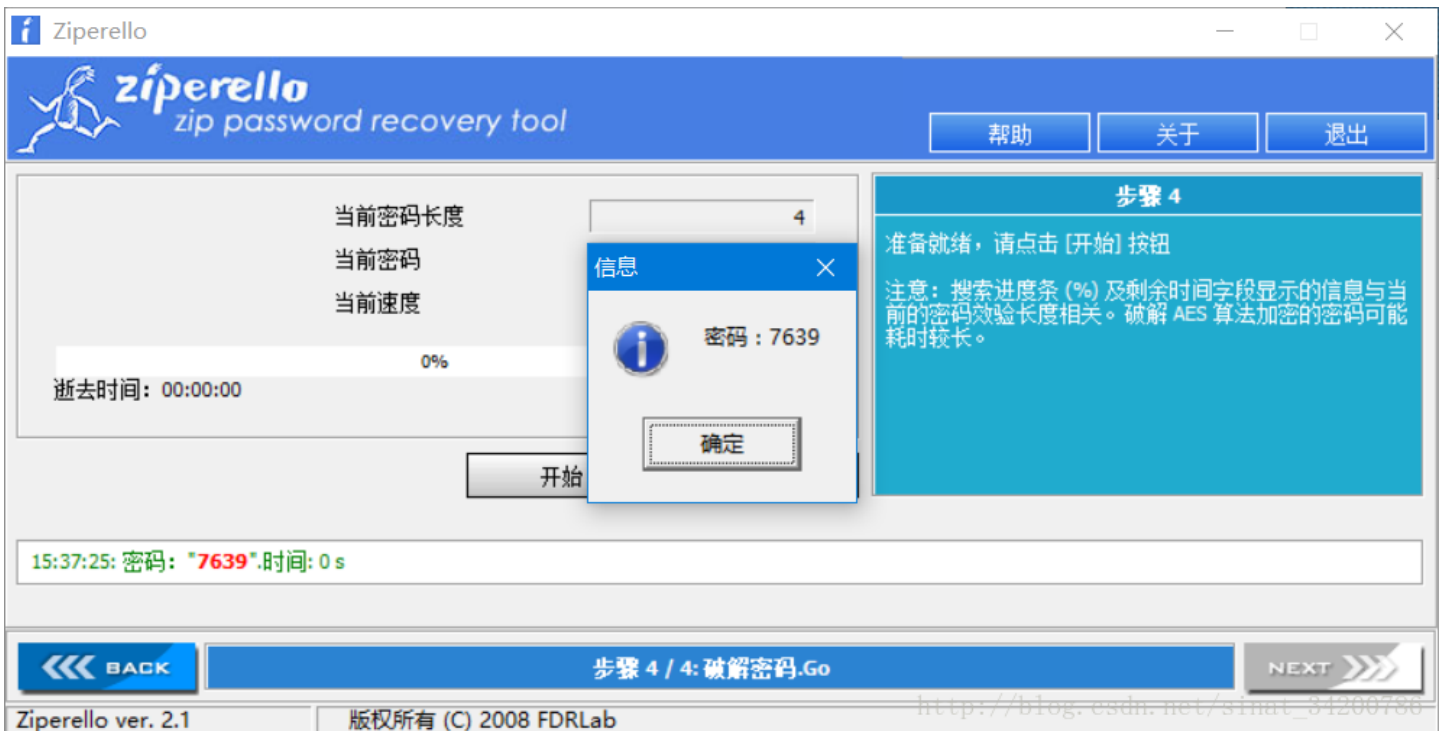 Ziperello
ziperello
zip password recovery tool
帮助 关于 退出
当前密码长度 4
当前密码
当前速度
0%
逝去时间：00:00:00
开始
信息
密码：7639
确定
步骤 4
准备就绪，请点击 [开始] 按钮
注意：搜索进度条 (%) 及剩余时间字段显示的信息与当
前的密码效验长度相关。破解 AES 算法加密的密码可能
耗时较长。
15:37:25: 密码："7639".时间: 0 s
BACK
步骤 4 / 4: 破解密码.Go
NEXT
http://blog.csdn.net/sinat_34200786
Ziperello ver. 2.1
版权所有 (C) 2008 FDRLab